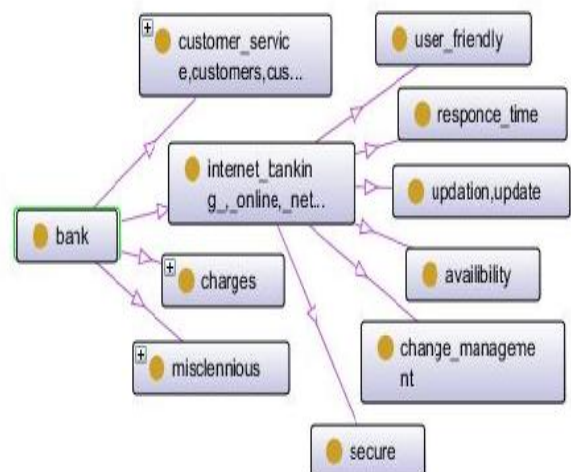 customer_servic
e,customers,cus...
user_friendly
responce_time
internet_bankin
g_,_online,_net...
updation,update
bank
charges
availibility
misclennious
change_manageme
nt
secure